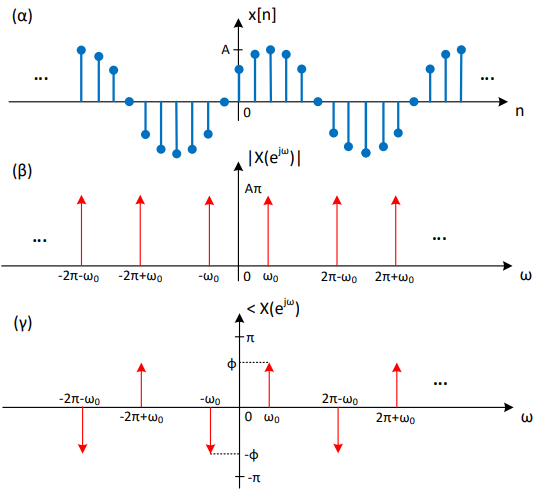 (α)
x[n]
A
...
...
0
n
(β)
|X(e^jω)|
Aπ
...
...
-2π-ω₀
-2π+ω₀
-ω₀
0
ω₀
2π-ω₀
2π+ω₀
ω
(γ)
< X(e^jω)
π
φ
...
-2π-ω₀
-2π+ω₀
-ω₀
0
ω₀
2π-ω₀
2π+ω₀
ω
-φ
-π